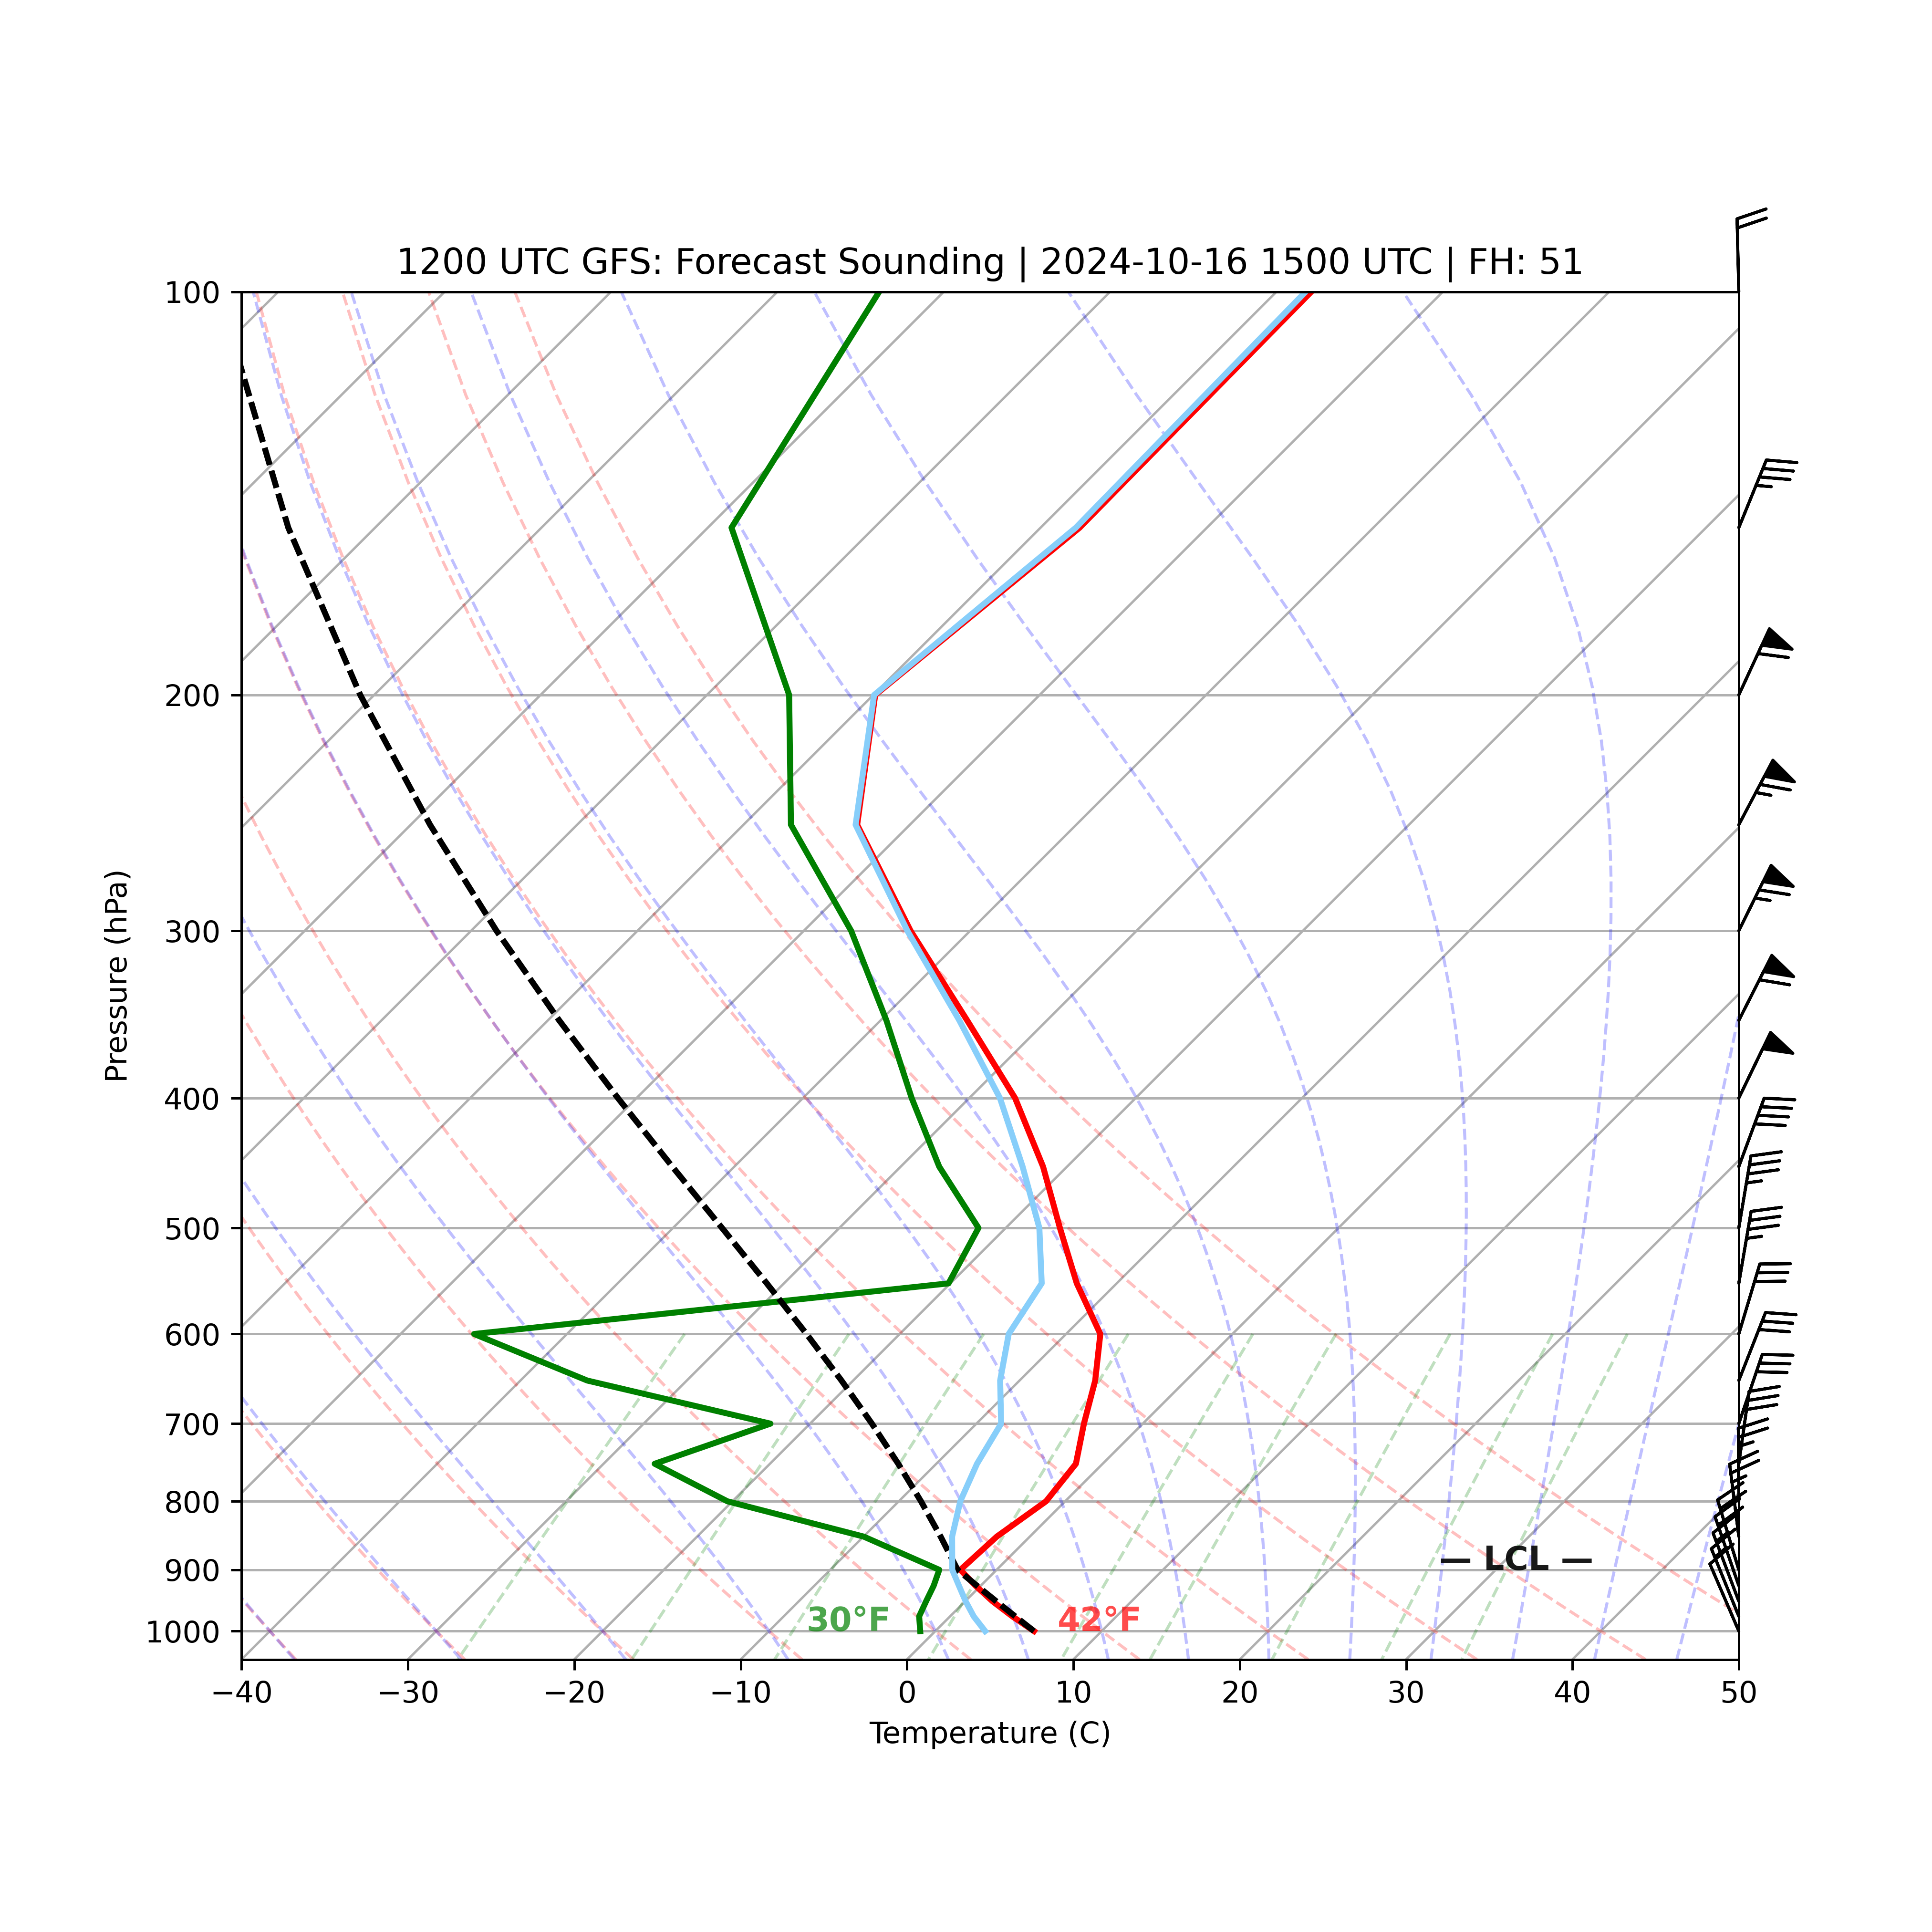 1200 UTC GFS: Forecast Sounding | 2024-10-16 1500 UTC | FH: 51
100
200
300
400
500
600
700
800
900
1000
Pressure (hPa)
— LCL —
30°F
42°F
−40 −30 −20 −10 0 10 20 30 40 50
Temperature (C)